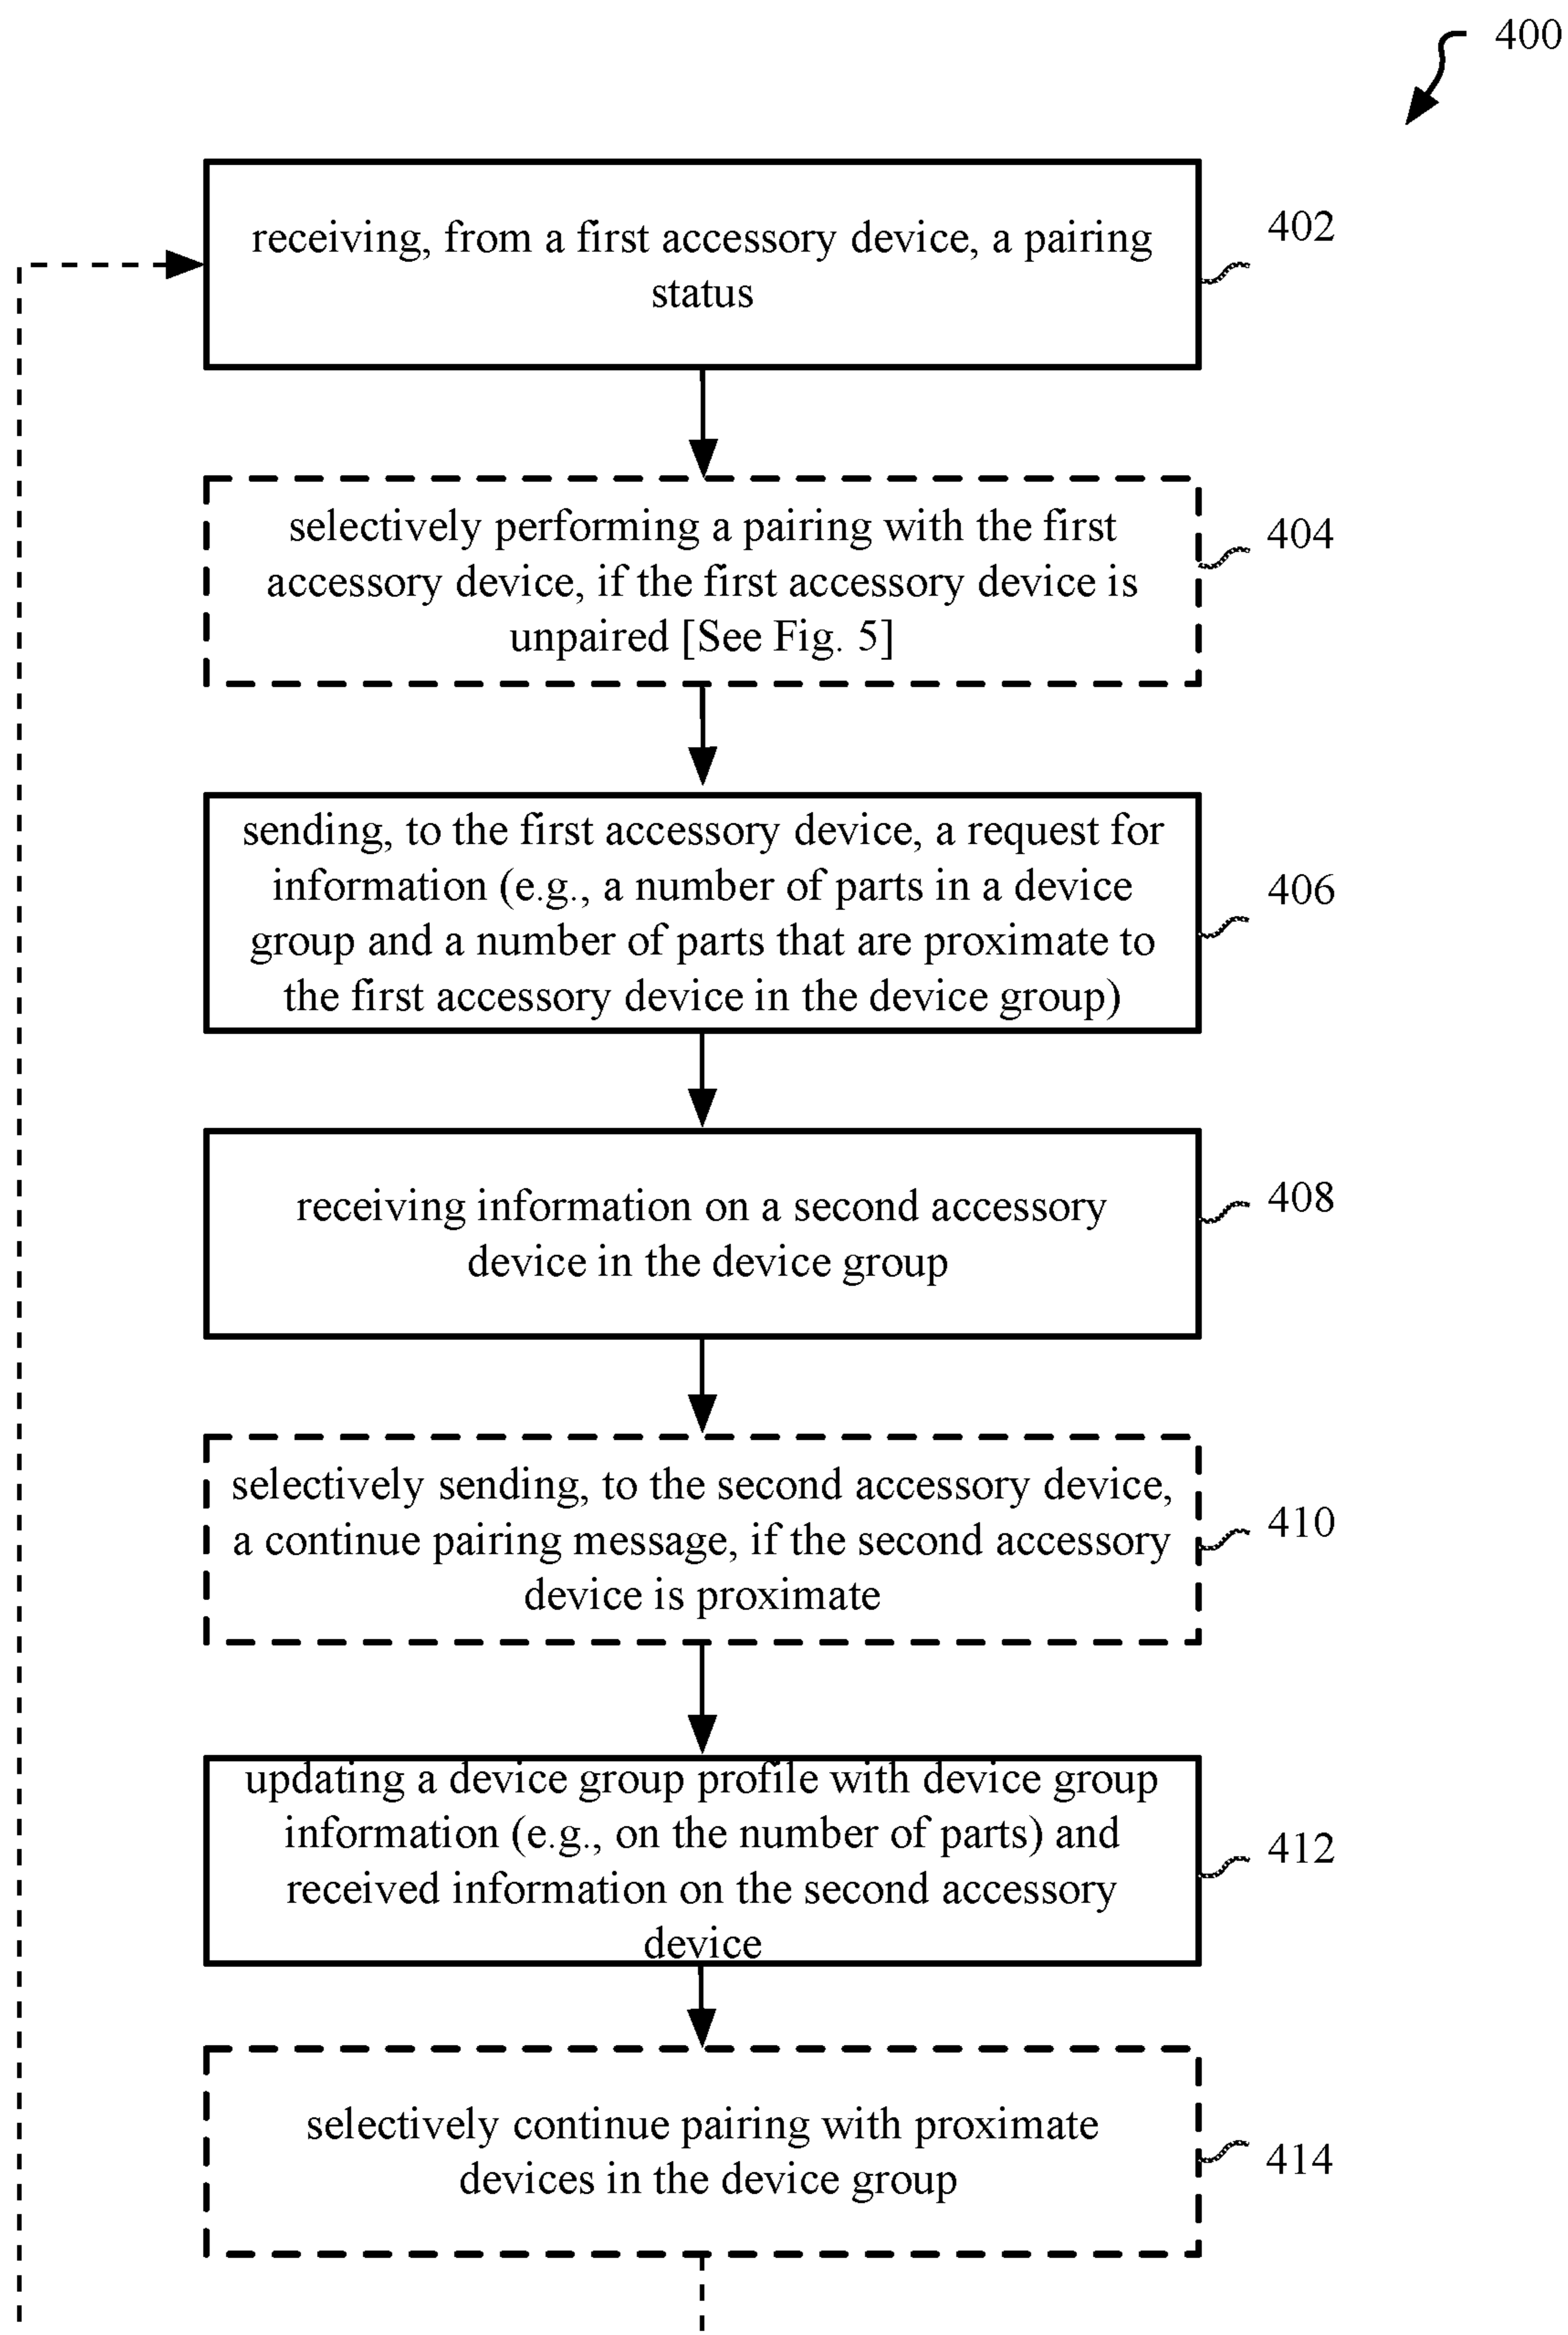 400
receiving, from a first accessory device, a pairing
status
402
selectively performing a pairing with the first
accessory device, if the first accessory device is
unpaired [See Fig. 5]
404
sending, to the first accessory device, a request for
information (e.g., a number of parts in a device
group and a number of parts that are proximate to
the first accessory device in the device group)
406
receiving information on a second accessory
device in the device group
408
selectively sending, to the second accessory device,
a continue pairing message, if the second accessory
device is proximate
410
updating a device group profile with device group
information (e.g., on the number of parts) and
received information on the second accessory
device
412
selectively continue pairing with proximate
devices in the device group
414